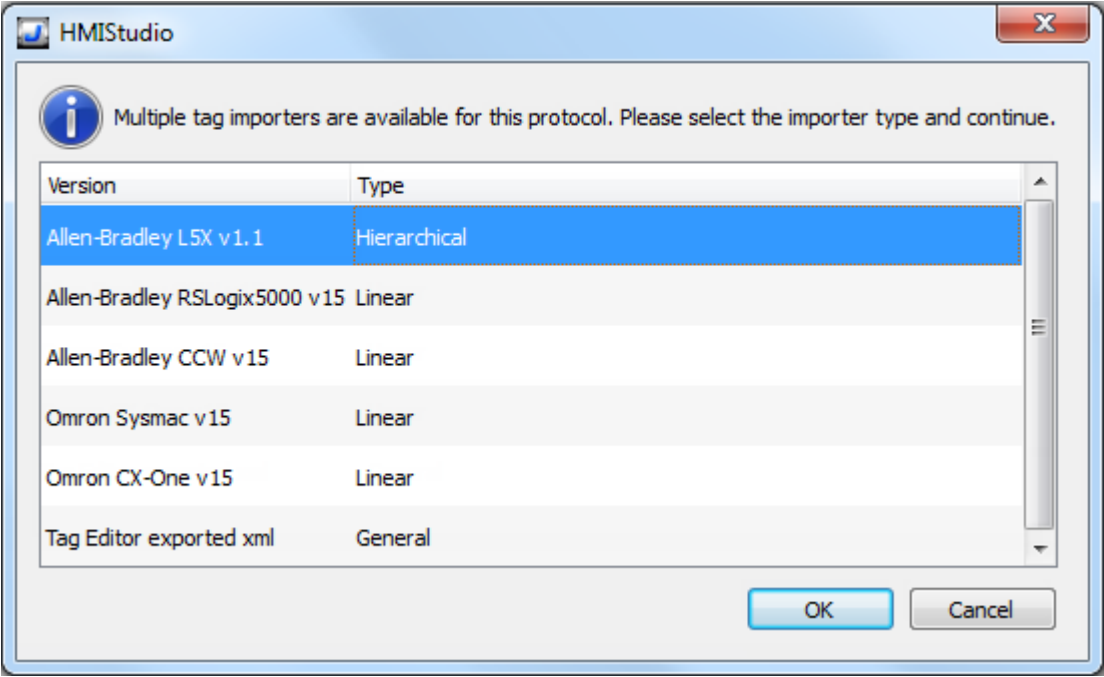 HMIStudio
Multiple tag importers are available for this protocol. Please select the importer type and continue.
Version Type
Allen-Bradley L5X v1.1 Hierarchical
Allen-Bradley RSLogix5000 v15 Linear
Allen-Bradley CCW v15 Linear
Omron Sysmac v15 Linear
Omron CX-One v15 Linear
Tag Editor exported xml General
OK Cancel